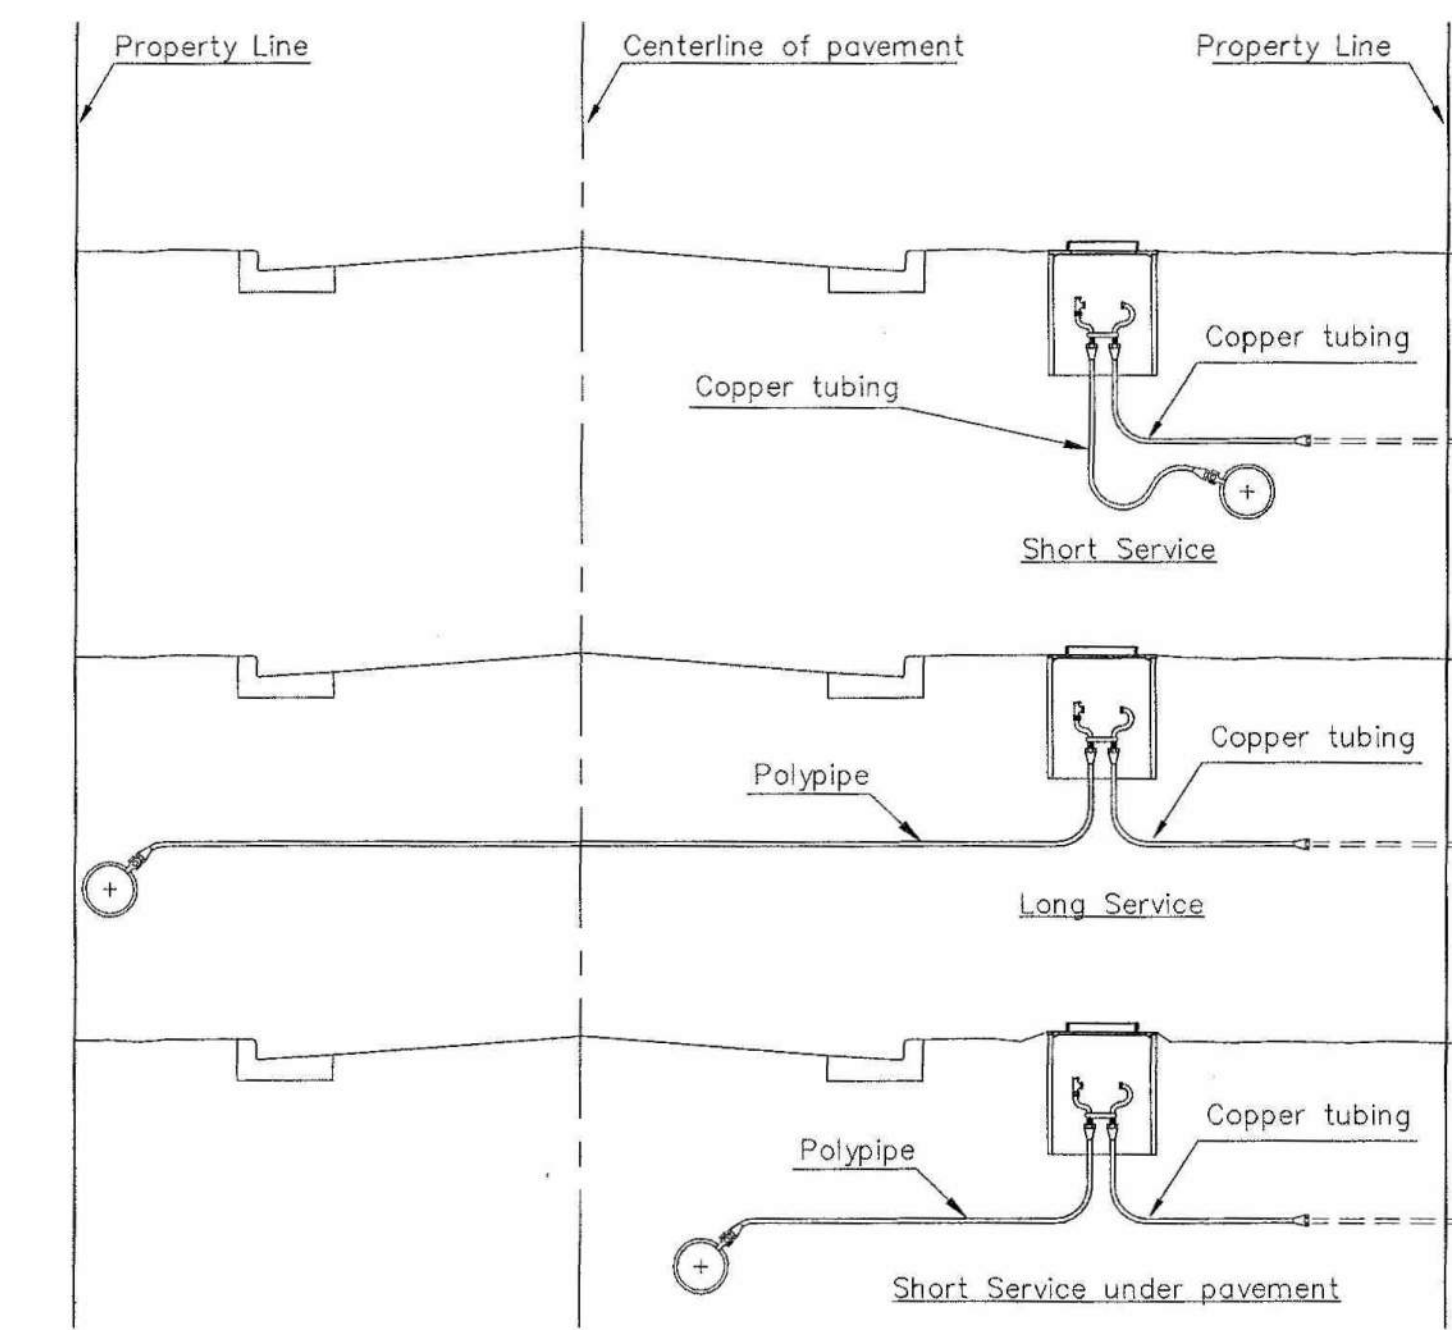 Property Line
Centerline of pavement
Property Line
Copper tubing
Copper tubing
Short Service
Copper tubing
Polypipe
Long Service
Copper tubing
Polypipe
Short Service under pavement